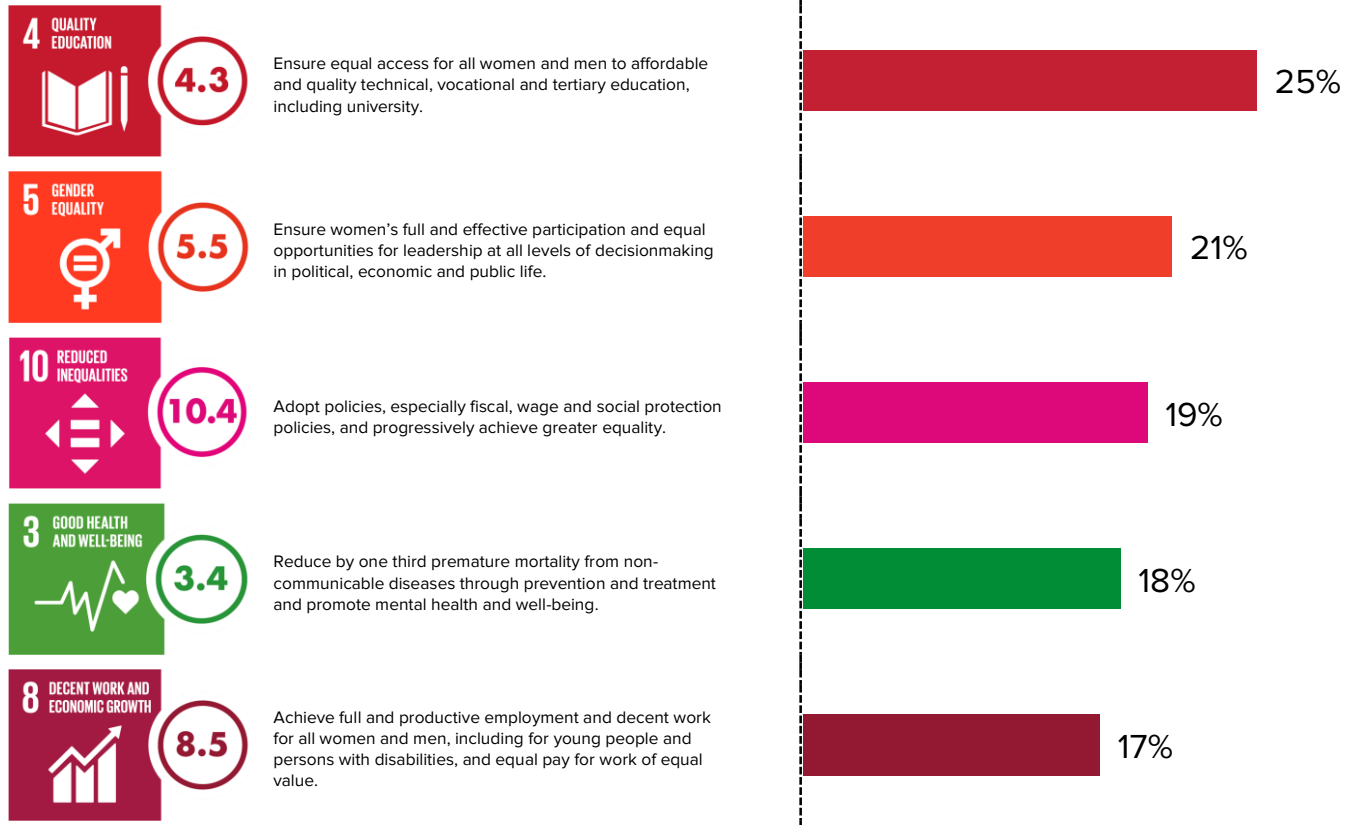 4 QUALITY
EDUCATION
4.3
Ensure equal access for all women and men to affordable
and quality technical, vocational and tertiary education,
including university.
25%
5 GENDER
EQUALITY
5.5
Ensure women’s full and effective participation and equal
opportunities for leadership at all levels of decisionmaking
in political, economic and public life.
21%
10 REDUCED
INEQUALITIES
10.4
Adopt policies, especially fiscal, wage and social protection
policies, and progressively achieve greater equality.
19%
3 GOOD HEALTH
AND WELL-BEING
3.4
Reduce by one third premature mortality from non-
communicable diseases through prevention and treatment
and promote mental health and well-being.
18%
8 DECENT WORK AND
ECONOMIC GROWTH
8.5
Achieve full and productive employment and decent work
for all women and men, including for young people and
persons with disabilities, and equal pay for work of equal
value.
17%